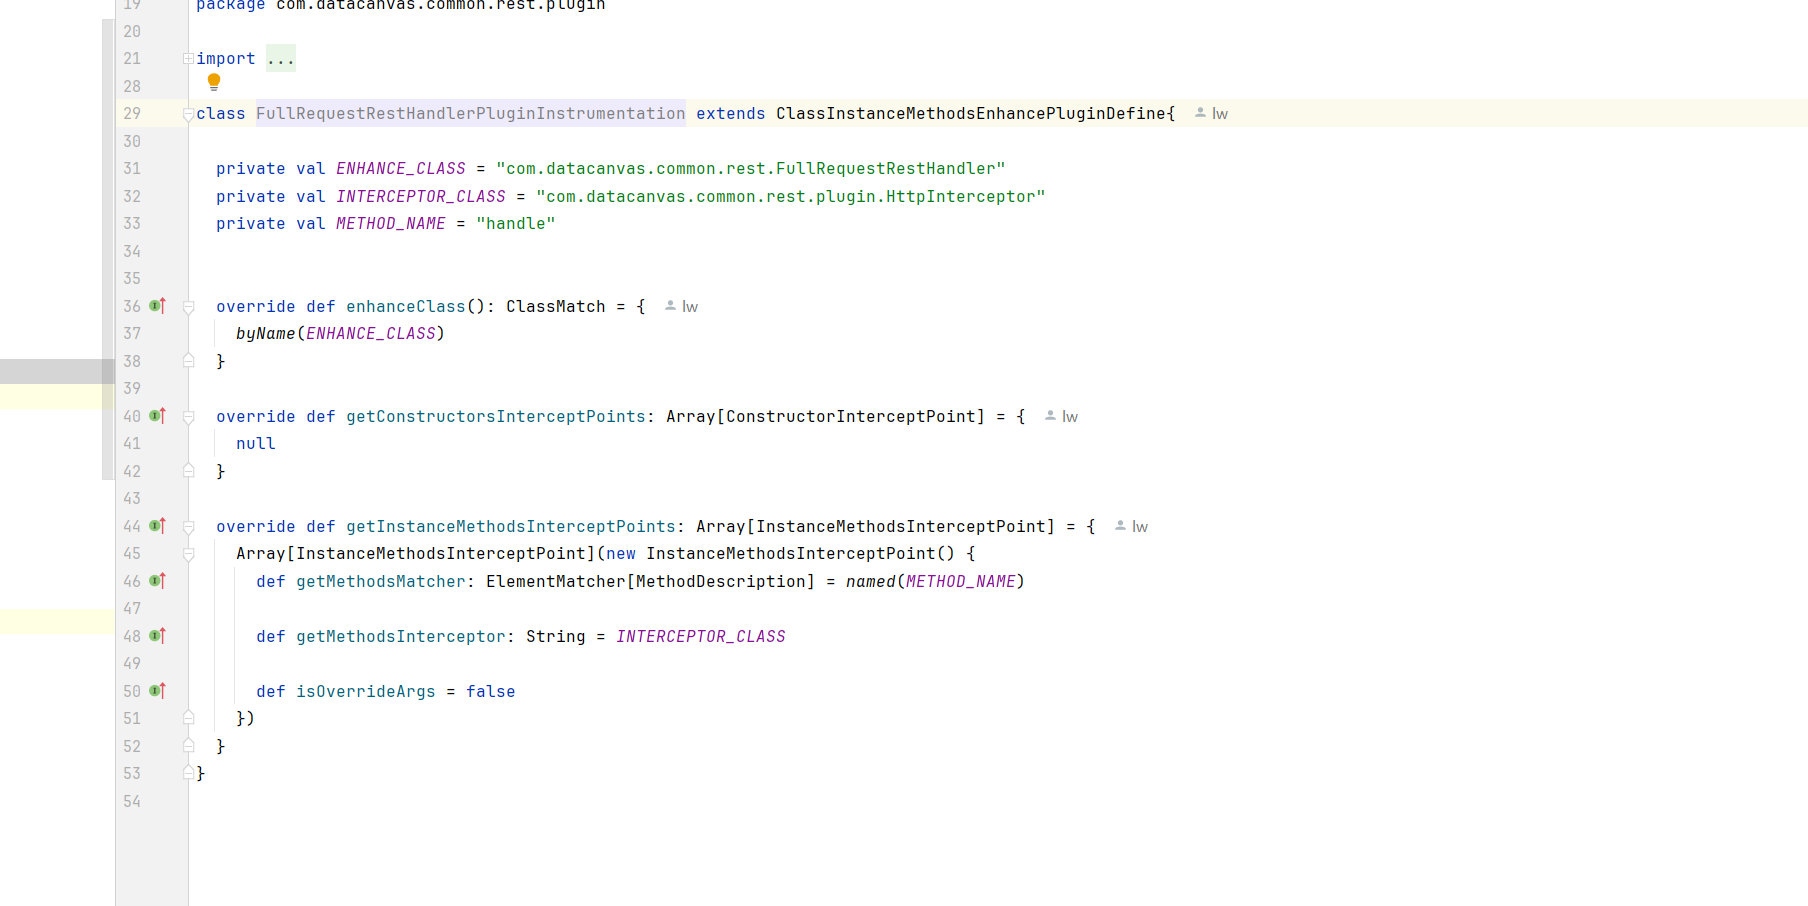 19 package com.datacanvas.common.rest.plugin
20
21 import ...
28
29 class FullRequestRestHandlerPluginInstrumentation extends ClassInstanceMethodsEnhancePluginDefine{ lw
30
31 private val ENHANCE_CLASS = "com.datacanvas.common.rest.FullRequestRestHandler"
32 private val INTERCEPTOR_CLASS = "com.datacanvas.common.rest.plugin.HttpInterceptor"
33 private val METHOD_NAME = "handle"
34
35
36 override def enhanceClass(): ClassMatch = { lw
37 byName(ENHANCE_CLASS)
38 }
39
40 override def getConstructorsInterceptPoints: Array[ConstructorInterceptPoint] = { lw
41 null
42 }
43
44 override def getInstanceMethodsInterceptPoints: Array[InstanceMethodsInterceptPoint] = { lw
45 Array[InstanceMethodsInterceptPoint](new InstanceMethodsInterceptPoint() {
46 def getMethodsMatcher: ElementMatcher[MethodDescription] = named(METHOD_NAME)
47
48 def getMethodsInterceptor: String = INTERCEPTOR_CLASS
49
50 def isOverrideArgs = false
51 })
52 }
53 }
54